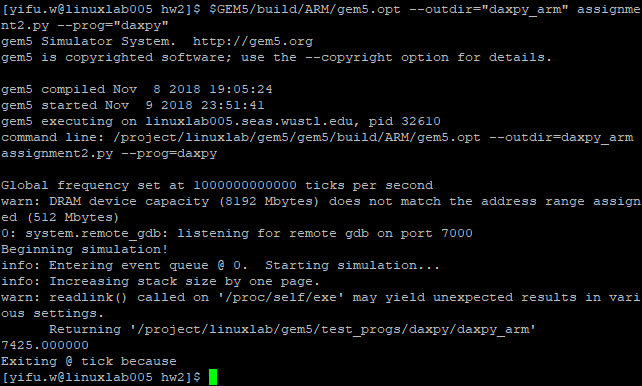 [yifu.w@linuxlab005 hw2]$ $GEM5/build/ARM/gem5.opt --outdir="daxpy_arm" assignme
nt2.py --prog="daxpy"
gem5 Simulator System.  http://gem5.org
gem5 is copyrighted software; use the --copyright option for details.

gem5 compiled Nov  8 2018 19:05:24
gem5 started Nov  9 2018 23:51:41
gem5 executing on linuxlab005.seas.wustl.edu, pid 32610
command line: /project/linuxlab/gem5/gem5/build/ARM/gem5.opt --outdir=daxpy_arm
assignment2.py --prog=daxpy

Global frequency set at 1000000000000 ticks per second
warn: DRAM device capacity (8192 Mbytes) does not match the address range assign
ed (512 Mbytes)
0: system.remote_gdb: listening for remote gdb on port 7000
Beginning simulation!
info: Entering event queue @ 0.  Starting simulation...
info: Increasing stack size by one page.
warn: readlink() called on '/proc/self/exe' may yield unexpected results in vari
ous settings.
      Returning '/project/linuxlab/gem5/test_progs/daxpy/daxpy_arm'
7425.000000
Exiting @ tick because
[yifu.w@linuxlab005 hw2]$